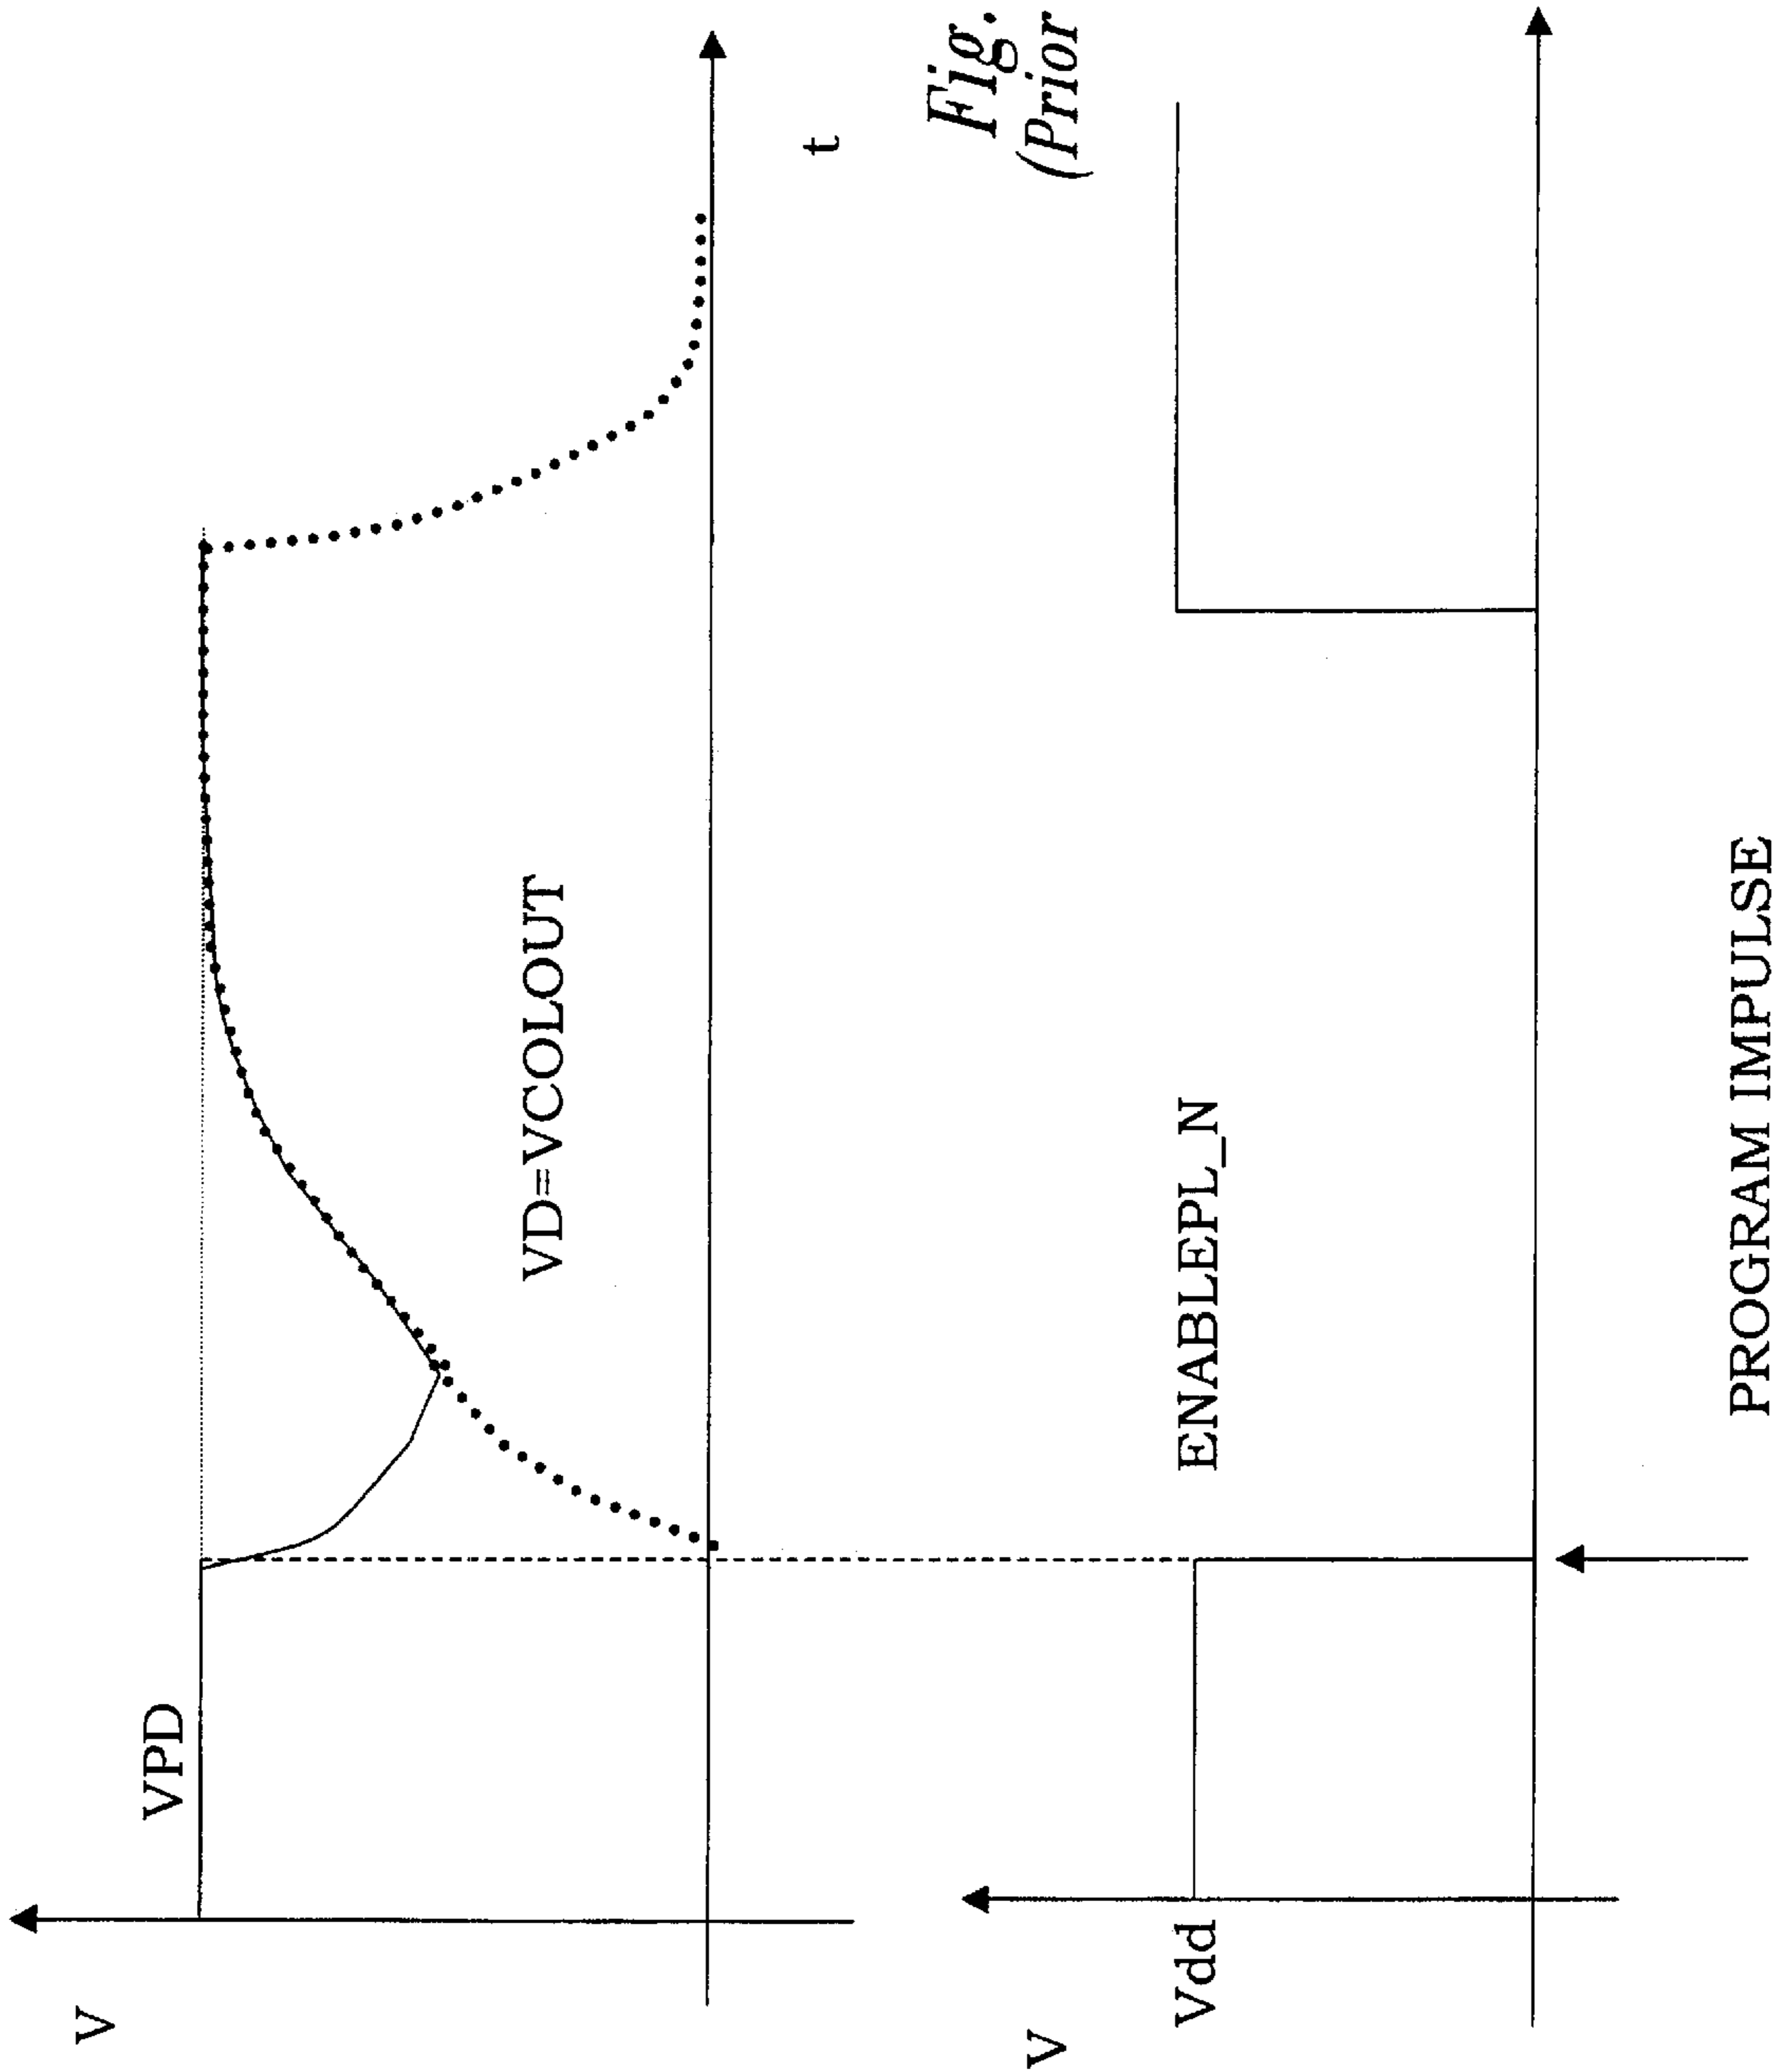 V
VPD
VD=VCOLOUT
t
Fig.
(Prior
V
Vdd
ENABLEPL_N
PROGRAM IMPULSE